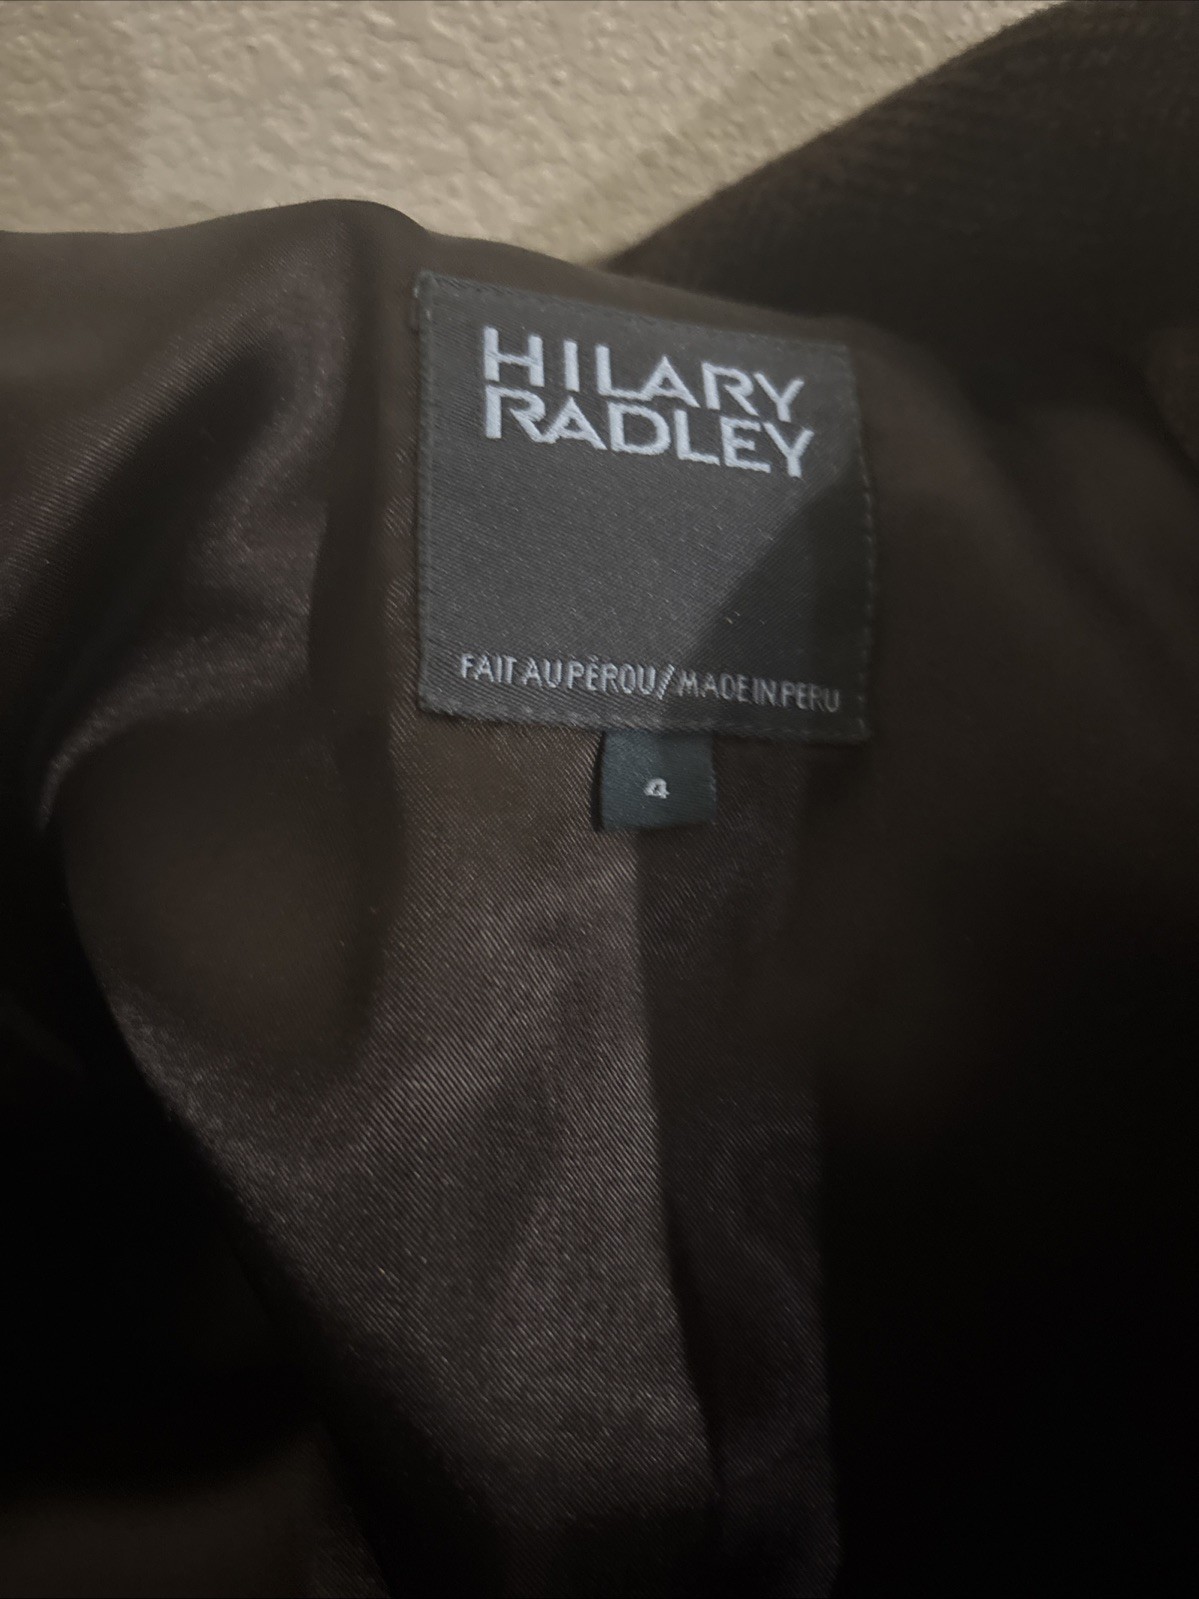 HILARY
RADLEY
FAIT AU PÉROU/MADE IN PERU
4